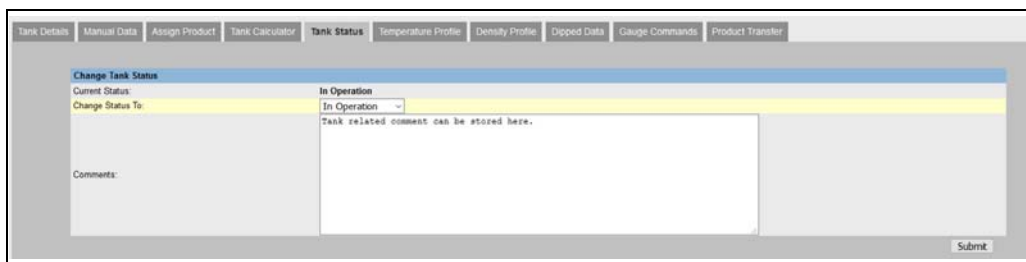 Tank Details Manual Data Assign Product Tank Calculator Tank Status Temperature Profile Density Profile Dipped Data Gauge Commands Product Transfer
Change Tank Status
Current Status: In Operation
Change Status To: In Operation
Tank related comment can be stored here.
Comments:
Submit